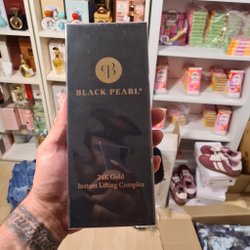 BLACK PEARL®
24K Gold
Instant Lifting Complex